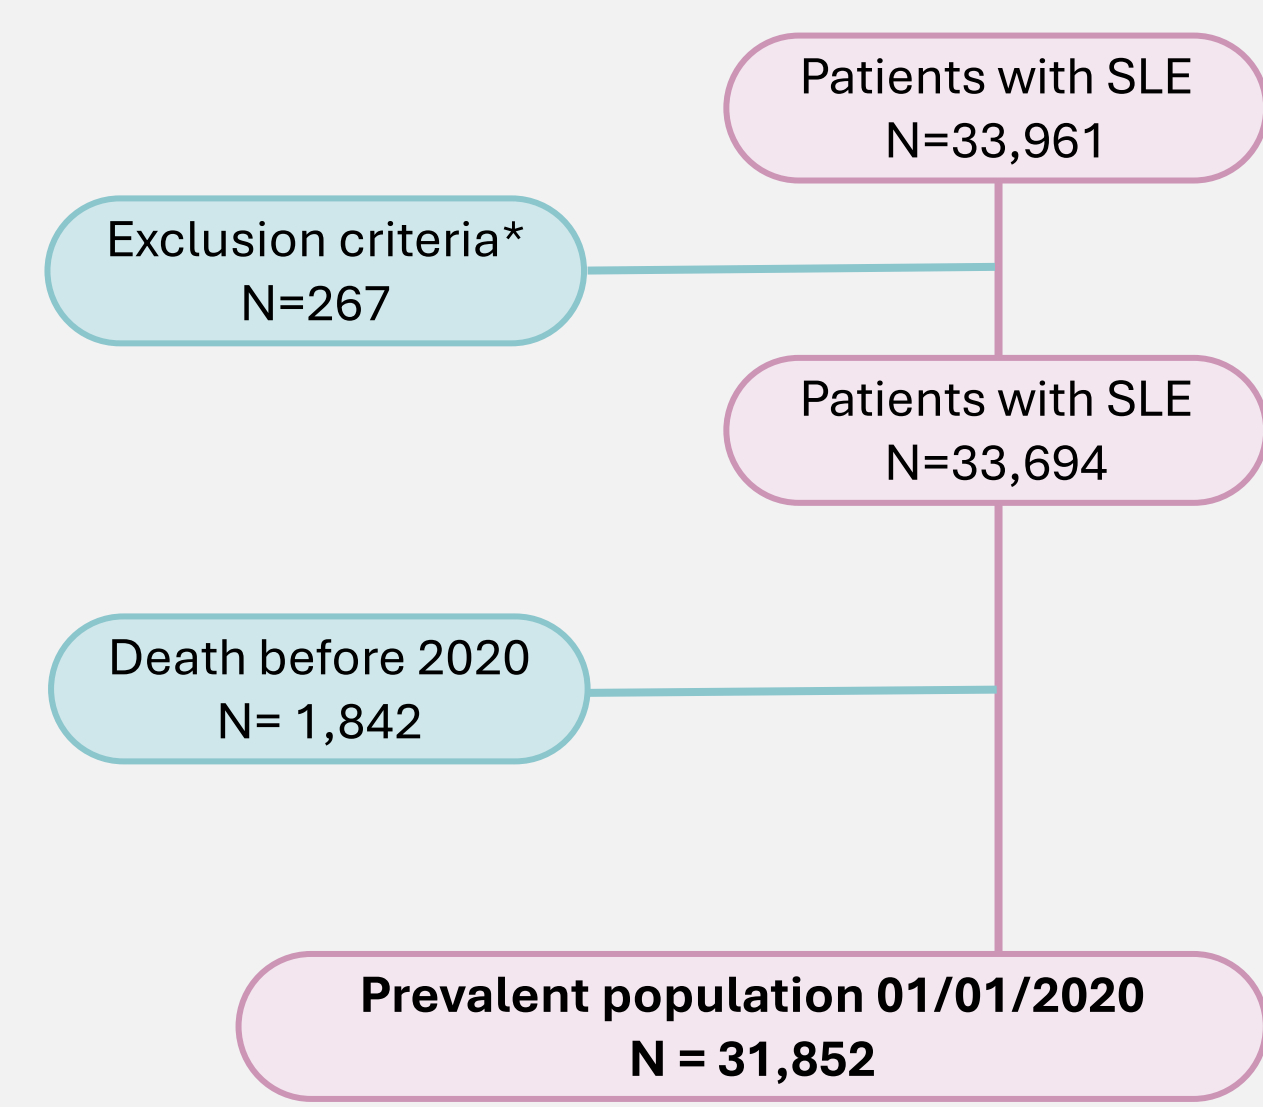 Patients with SLE
N=33,961
Exclusion criteria*
N=267
Patients with SLE
N=33,694
Death before 2020
N= 1,842
Prevalent population 01/01/2020
N = 31,852